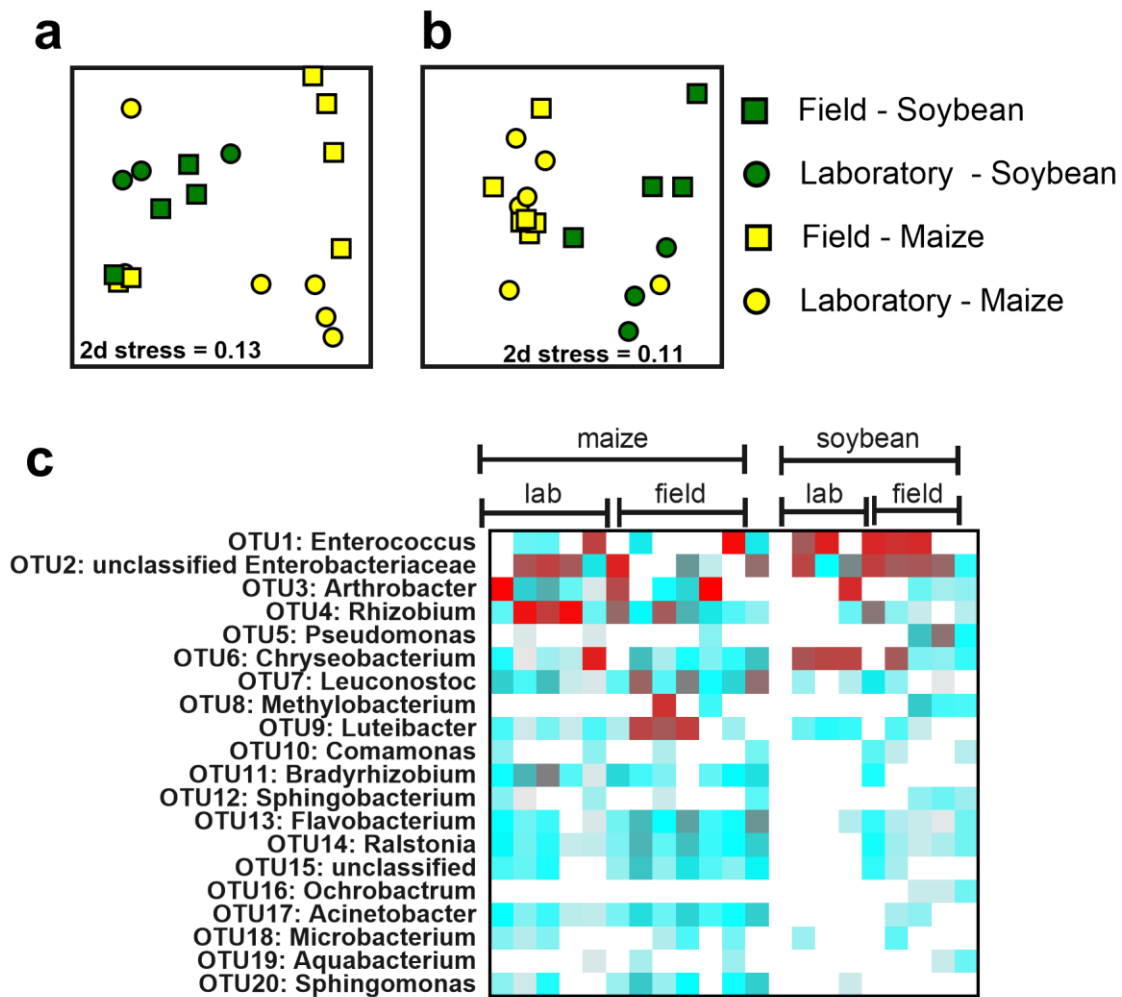 a
b
2d stress = 0.13
2d stress = 0.11
Field - Soybean
Laboratory - Soybean
Field - Maize
Laboratory - Maize
c
maize
soybean
lab
field
lab
field
OTU1: Enterococcus
OTU2: unclassified Enterobacteriaceae
OTU3: Arthrobacter
OTU4: Rhizobium
OTU5: Pseudomonas
OTU6: Chryseobacterium
OTU7: Leuconostoc
OTU8: Methylobacterium
OTU9: Luteibacter
OTU10: Comamonas
OTU11: Bradyrhizobium
OTU12: Sphingobacterium
OTU13: Flavobacterium
OTU14: Ralstonia
OTU15: unclassified
OTU16: Ochrobactrum
OTU17: Acinetobacter
OTU18: Microbacterium
OTU19: Aquabacterium
OTU20: Sphingomonas